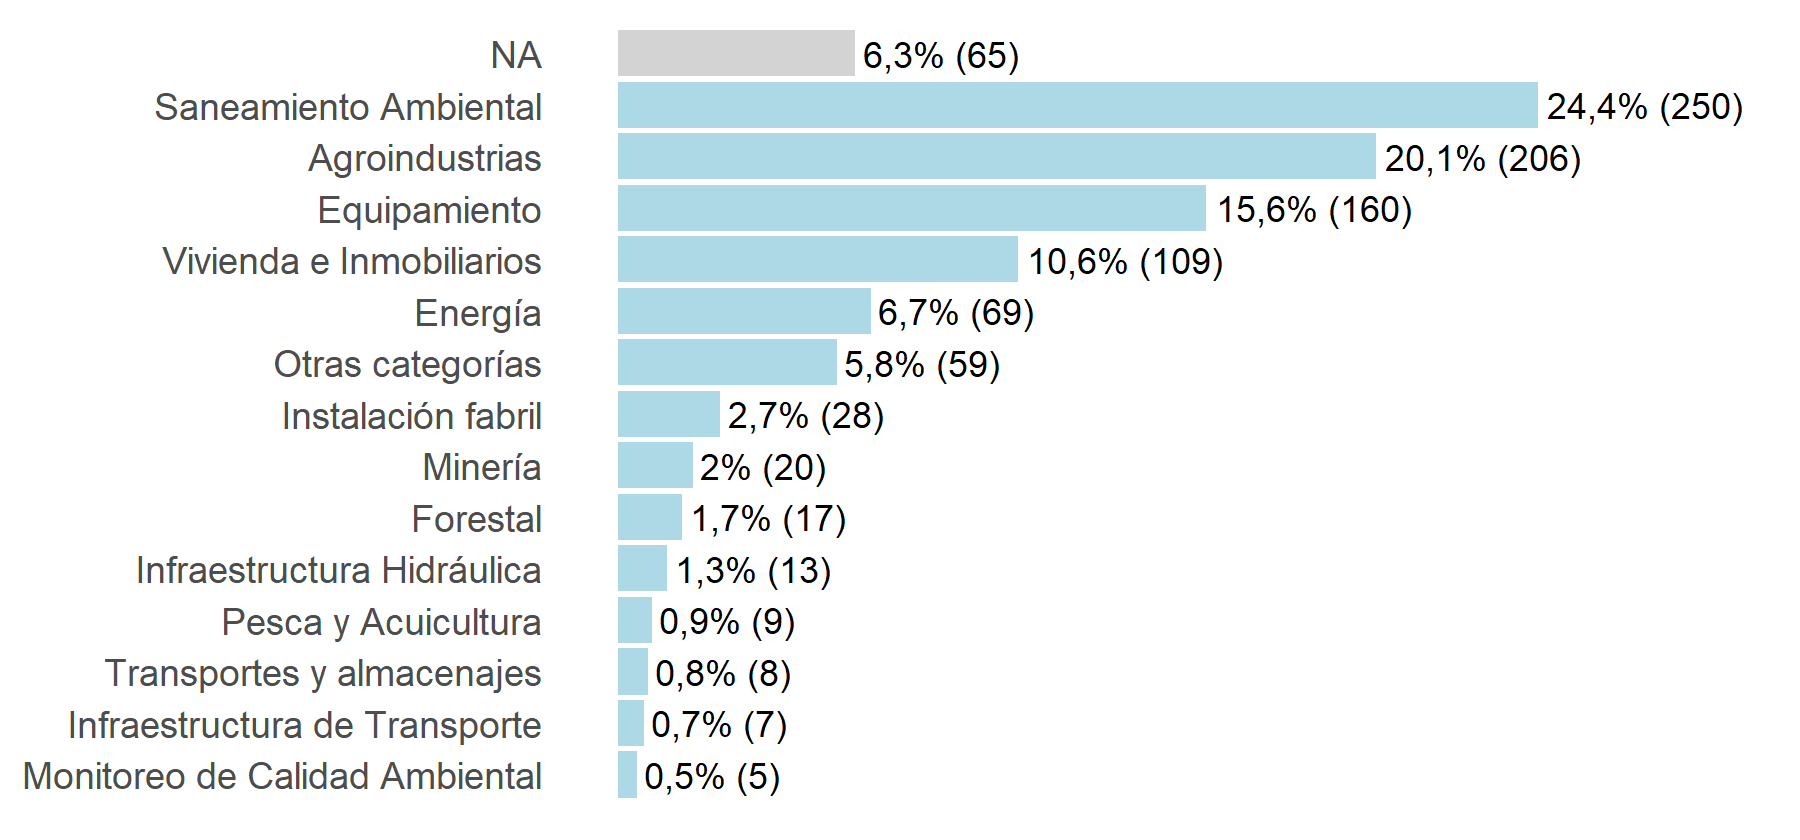 NA 6,3% (65)
Saneamiento Ambiental 24,4% (250)
Agroindustrias 20,1% (206)
Equipamiento 15,6% (160)
Vivienda e Inmobiliarios 10,6% (109)
Energía 6,7% (69)
Otras categorías 5,8% (59)
Instalación fabril 2,7% (28)
Minería 2% (20)
Forestal 1,7% (17)
Infraestructura Hidráulica 1,3% (13)
Pesca y Acuicultura 0,9% (9)
Transportes y almacenajes 0,8% (8)
Infraestructura de Transporte 0,7% (7)
Monitoreo de Calidad Ambiental 0,5% (5)